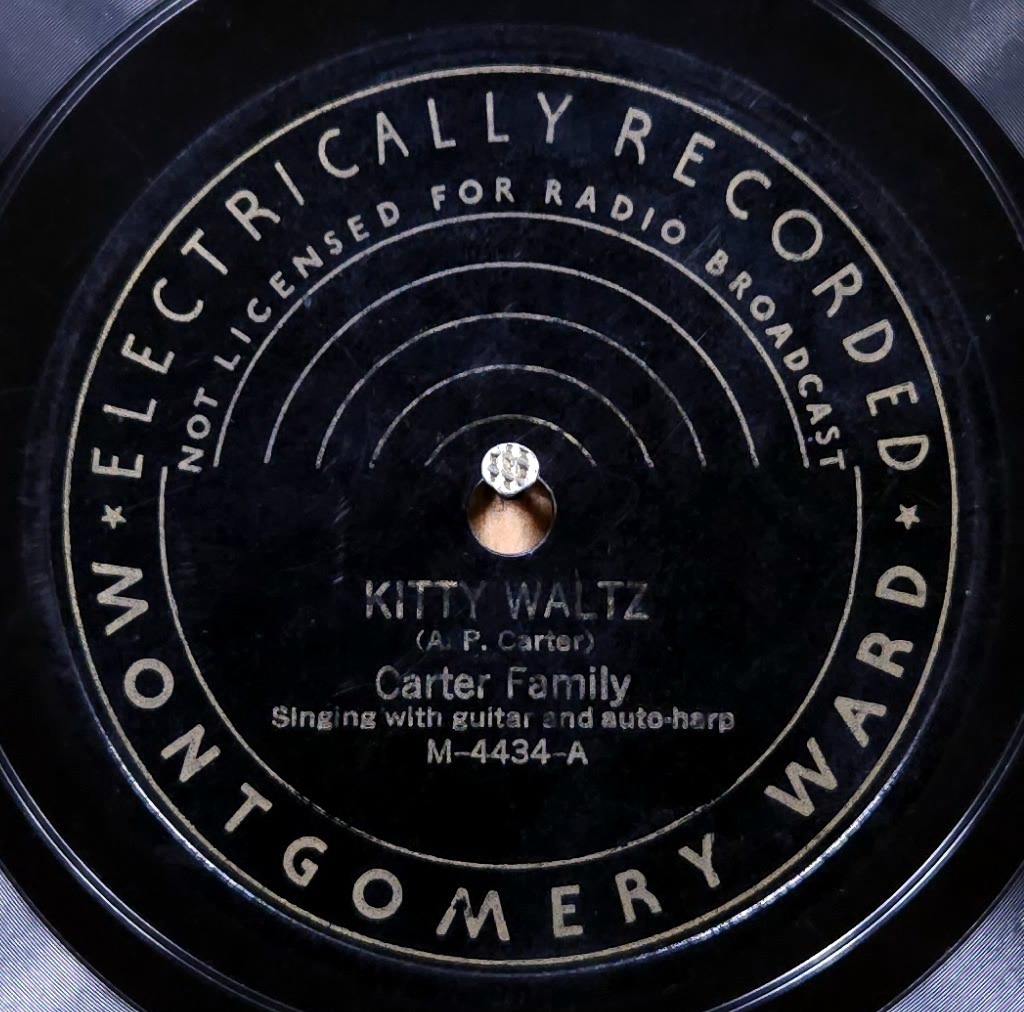 ELECTRICALLY RECORDED
NOT LICENSED FOR RADIO BROADCAST
KITTY WALTZ
(A. P. Carter)
Carter Family
Singing with guitar and auto-harp
M-4434-A
MONTGOMERY WARD